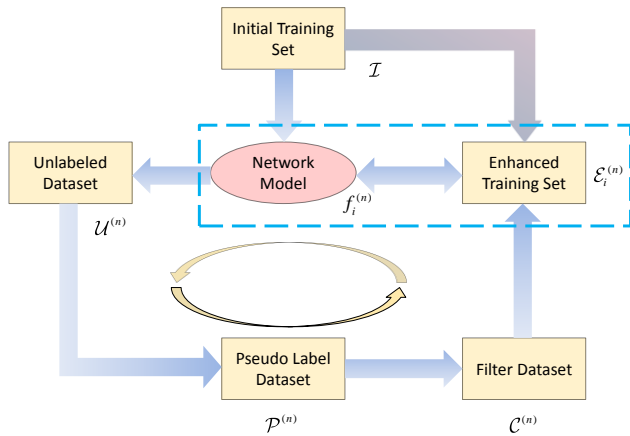 Initial Training
Set
𝓘
Unlabeled
Dataset
𝒰⁽ⁿ⁾
Network
Model
fᵢ⁽ⁿ⁾
Enhanced
Training Set
ℰᵢ⁽ⁿ⁾
Pseudo Label
Dataset
𝒫⁽ⁿ⁾
Filter Dataset
𝒞⁽ⁿ⁾